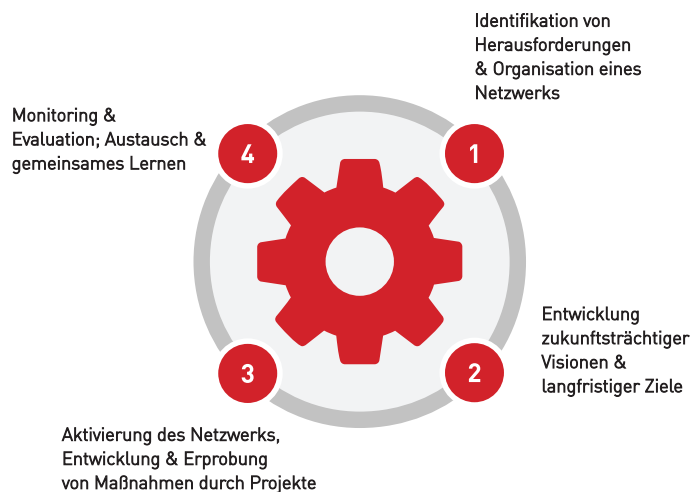 1
Identifikation von
Herausforderungen
& Organisation eines
Netzwerks
2
Entwicklung
zukunftsträchtiger
Visionen &
langfristiger Ziele
3
Aktivierung des Netzwerks,
Entwicklung & Erprobung
von Maßnahmen durch Projekte
4
Monitoring &
Evaluation; Austausch &
gemeinsames Lernen